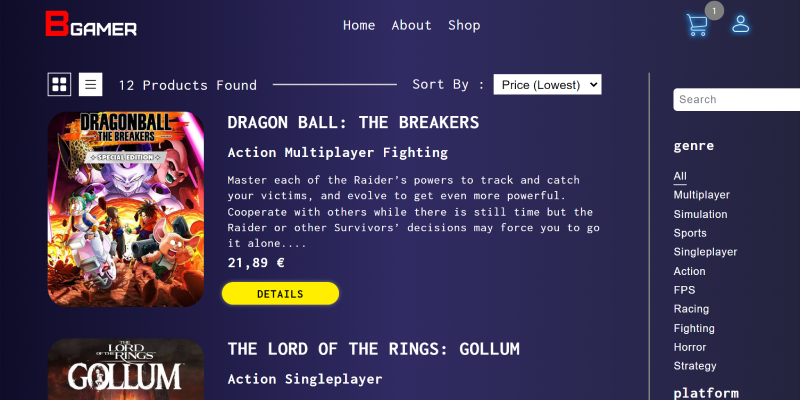 BGAMER
Home About Shop
1
12 Products Found
Sort By : Price (Lowest)
DRAGONBALL
THE BREAKERS
SPECIAL EDITION
DRAGON BALL: THE BREAKERS
Action Multiplayer Fighting
Master each of the Raider’s powers to track and catch
your victims, and evolve to get even more powerful.
Cooperate with others while there is still time but the
Raider or other Survivors’ decisions may force you to go
it alone....
21,89 €
DETAILS
THE
LORD
OF THE RINGS
GOLLUM
THE LORD OF THE RINGS: GOLLUM
Action Singleplayer
Search
genre
All
Multiplayer
Simulation
Sports
Singleplayer
Action
FPS
Racing
Fighting
Horror
Strategy
platform